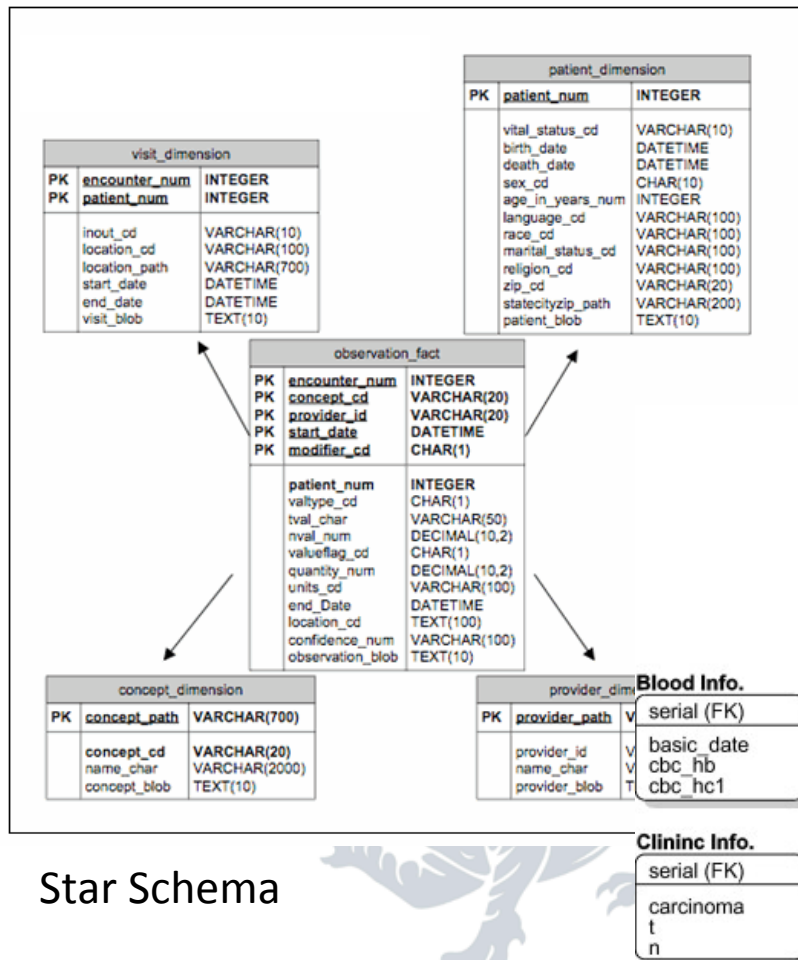 patient_dimension
PK patient_num INTEGER
vital_status_cd VARCHAR(10)
birth_date DATETIME
death_date DATETIME
sex_cd CHAR(10)
age_in_years_num INTEGER
language_cd VARCHAR(100)
race_cd VARCHAR(100)
marital_status_cd VARCHAR(100)
religion_cd VARCHAR(100)
zip_cd VARCHAR(20)
statecityzip_path VARCHAR(200)
patient_blob TEXT(10)
visit_dimension
PK encounter_num INTEGER
PK patient_num INTEGER
inout_cd VARCHAR(10)
location_cd VARCHAR(100)
location_path VARCHAR(700)
start_date DATETIME
end_date DATETIME
visit_blob TEXT(10)
observation_fact
PK encounter_num INTEGER
PK concept_cd VARCHAR(20)
PK provider_id VARCHAR(20)
PK start_date DATETIME
PK modifier_cd CHAR(1)
patient_num INTEGER
valtype_cd CHAR(1)
tval_char VARCHAR(50)
nval_num DECIMAL(10,2)
valueflag_cd CHAR(1)
quantity_num DECIMAL(10,2)
units_cd VARCHAR(100)
end_Date DATETIME
location_cd TEXT(100)
confidence_num VARCHAR(100)
observation_blob TEXT(10)
concept_dimension
PK concept_path VARCHAR(700)
concept_cd VARCHAR(20)
name_char VARCHAR(2000)
concept_blob TEXT(10)
provider_dime
PK provider_path V
provider_id V
name_char V
provider_blob T
Blood Info.
serial (FK)
basic_date
cbc_hb
cbc_hc1
Clininc Info.
serial (FK)
carcinoma
t
n
Star Schema